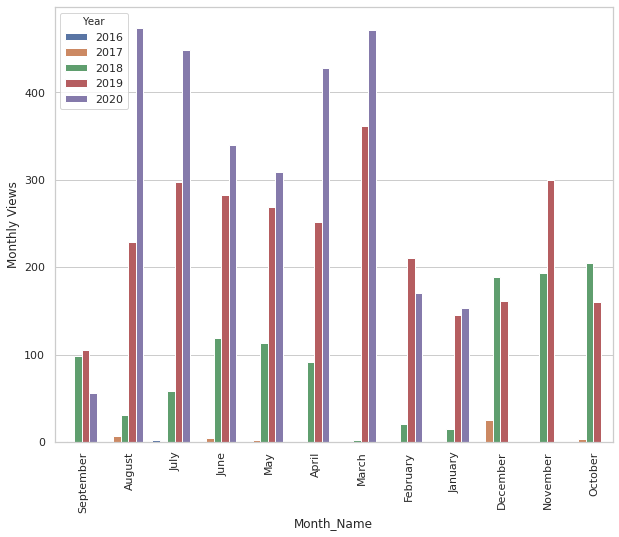 Year
2016
2017
2018
2019
2020
Monthly Views
400
300
200
100
0
September
August
July
June
May
April
March
February
January
December
November
October
Month_Name